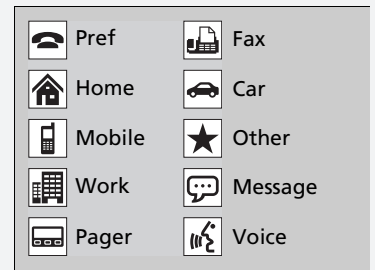 Pref
Home
Mobile
Work
Pager
Fax
Car
Other
Message
Voice